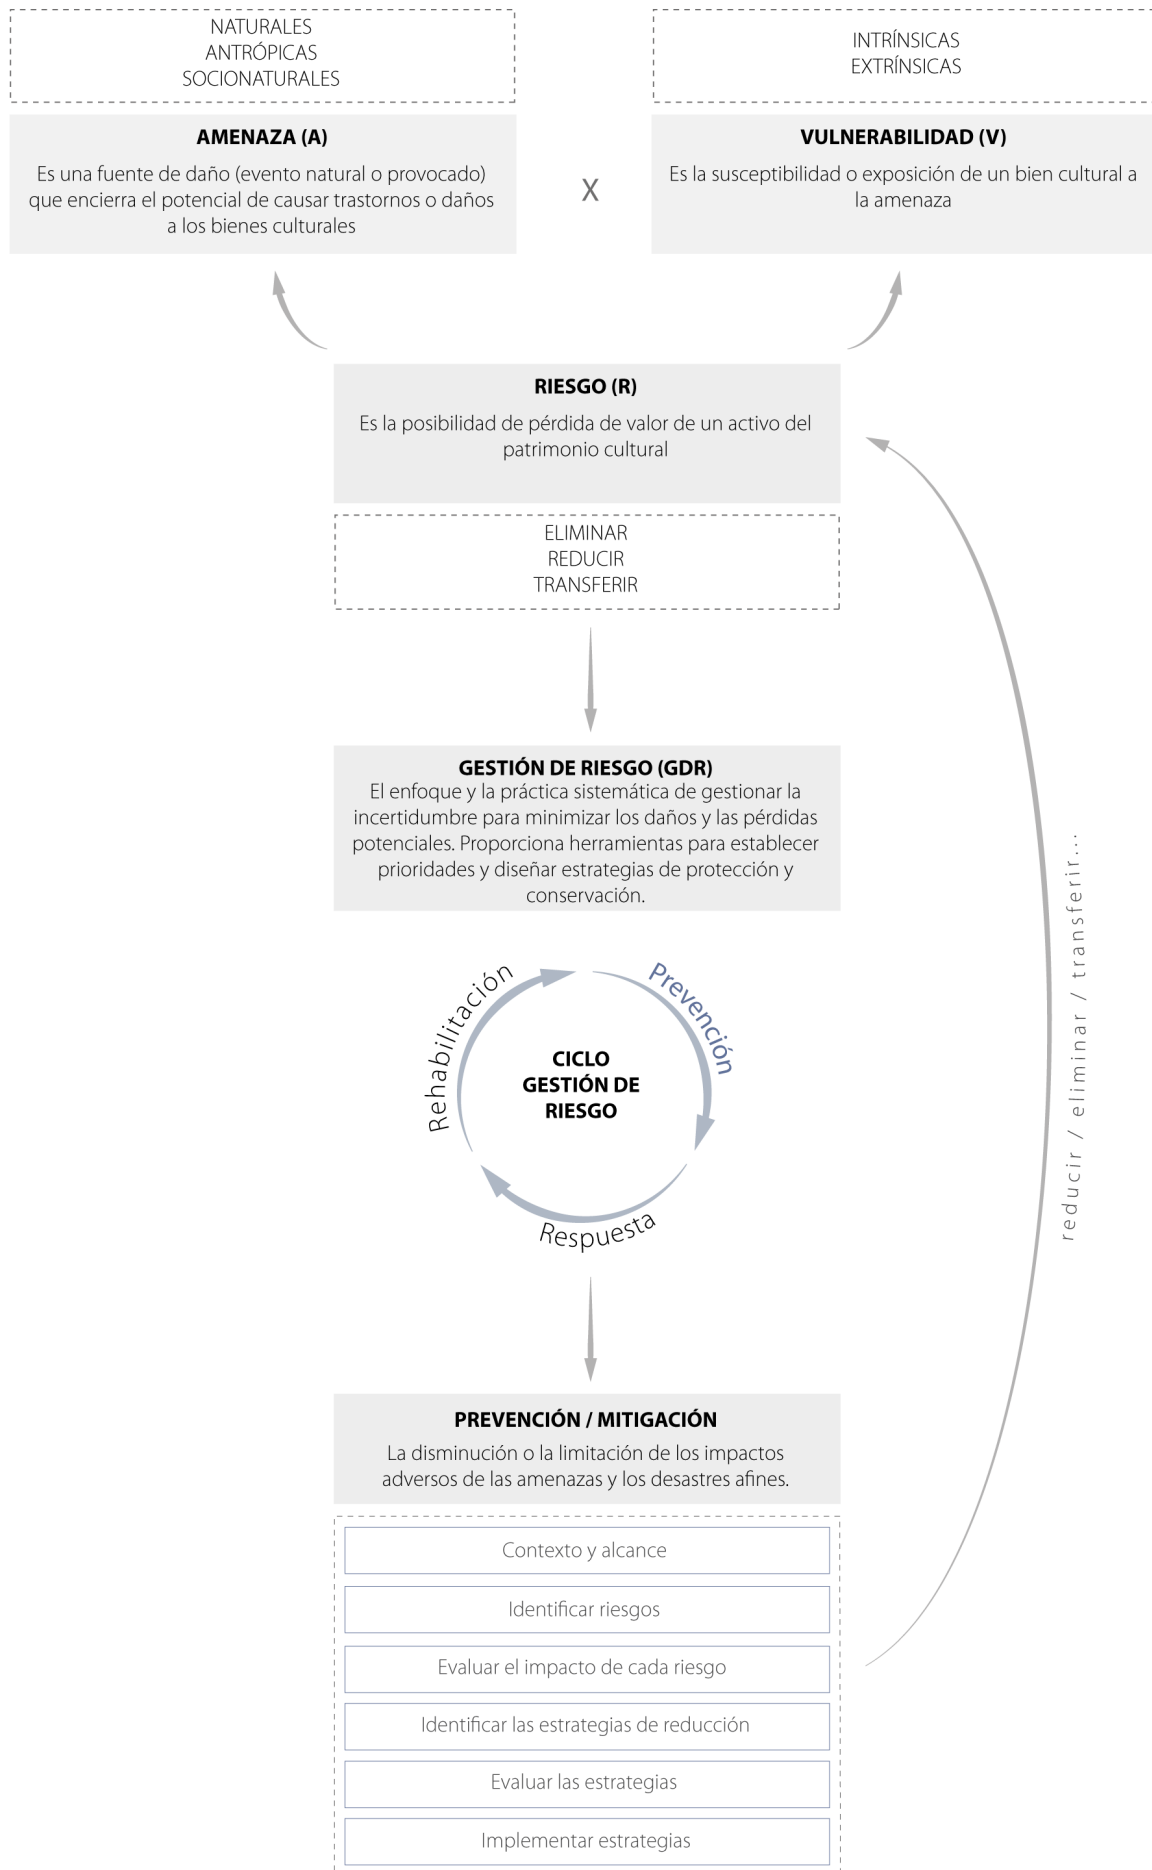 NATURALES
ANTRÓPICAS
SOCIONATURALES
AMENAZA (A)
Es una fuente de daño (evento natural o provocado)
que encierra el potencial de causar trastornos o daños
a los bienes culturales
X
INTRÍNSICAS
EXTRÍNSICAS
VULNERABILIDAD (V)
Es la susceptibilidad o exposición de un bien cultural a
la amenaza
RIESGO (R)
Es la posibilidad de pérdida de valor de un activo del
patrimonio cultural
ELIMINAR
REDUCIR
TRANSFERIR
GESTIÓN DE RIESGO (GDR)
El enfoque y la práctica sistemática de gestionar la
incertidumbre para minimizar los daños y las pérdidas
potenciales. Proporciona herramientas para establecer
prioridades y diseñar estrategias de protección y
conservación.
Rehabilitación
Prevención
CICLO
GESTIÓN DE
RIESGO
Respuesta
reducir / eliminar / transferir...
PREVENCIÓN / MITIGACIÓN
La disminución o la limitación de los impactos
adversos de las amenazas y los desastres afines.
Contexto y alcance
Identificar riesgos
Evaluar el impacto de cada riesgo
Identificar las estrategias de reducción
Evaluar las estrategias
Implementar estrategias